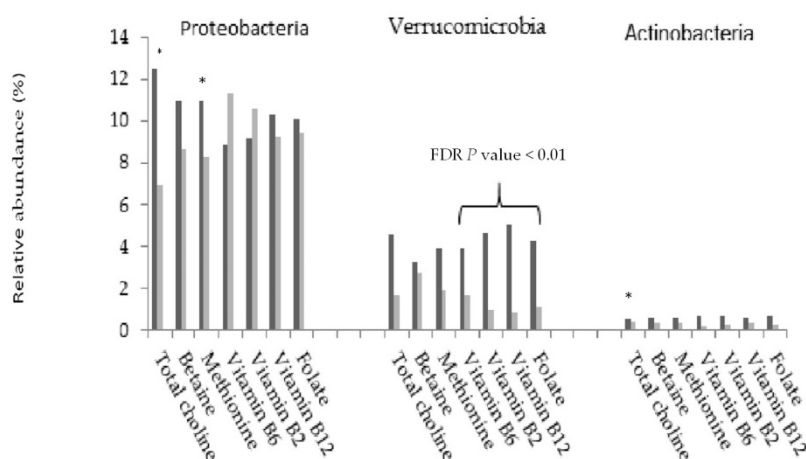 Proteobacteria
Verrucomicrobia
Actinobacteria
Relative abundance (%)
14
12
10
8
6
4
2
0
*
*
FDR P value < 0.01
*
Total choline
Betaine
Methionine
Vitamin B6
Vitamin B2
Vitamin B12
Folate
Total choline
Betaine
Methionine
Vitamin B6
Vitamin B2
Vitamin B12
Folate
Total choline
Betaine
Methionine
Vitamin B6
Vitamin B2
Vitamin B12
Folate